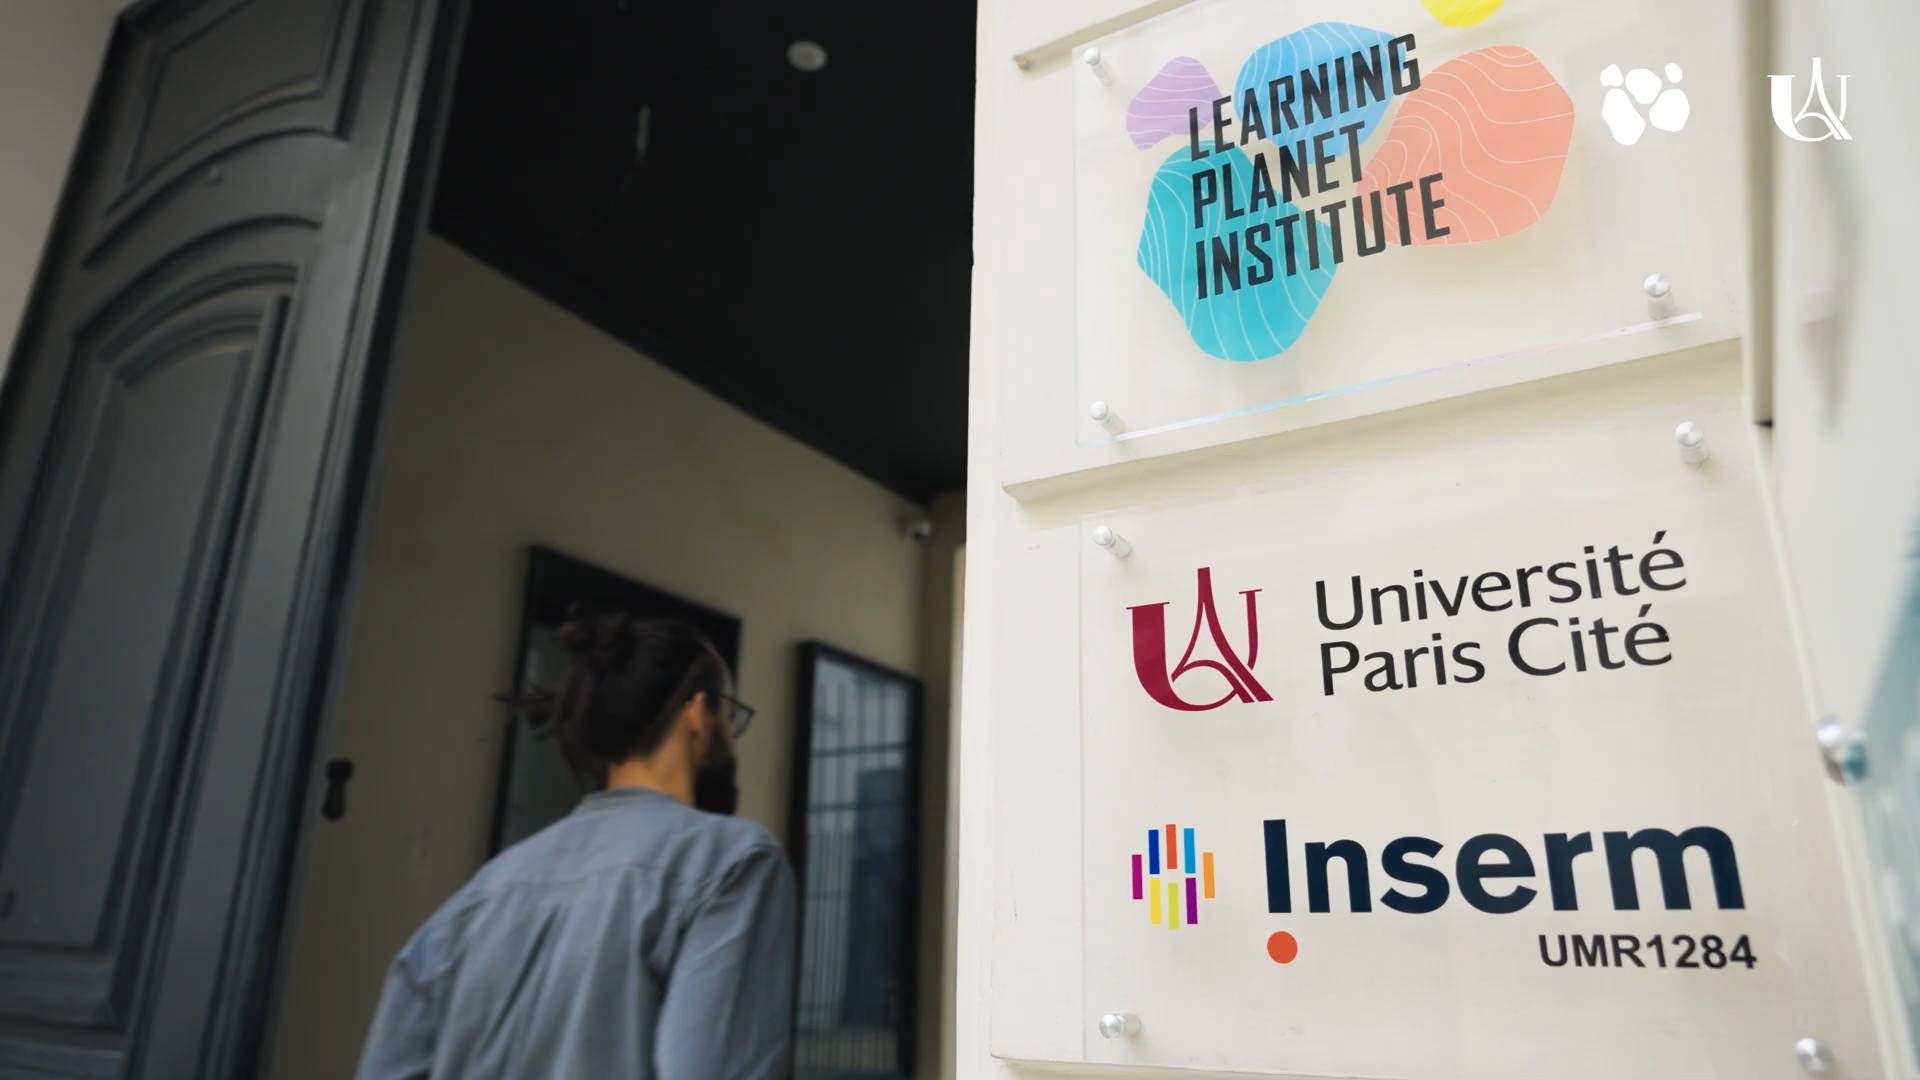 LEARNING
PLANET
INSTITUTE
Université
Paris Cité
Inserm
UMR1284